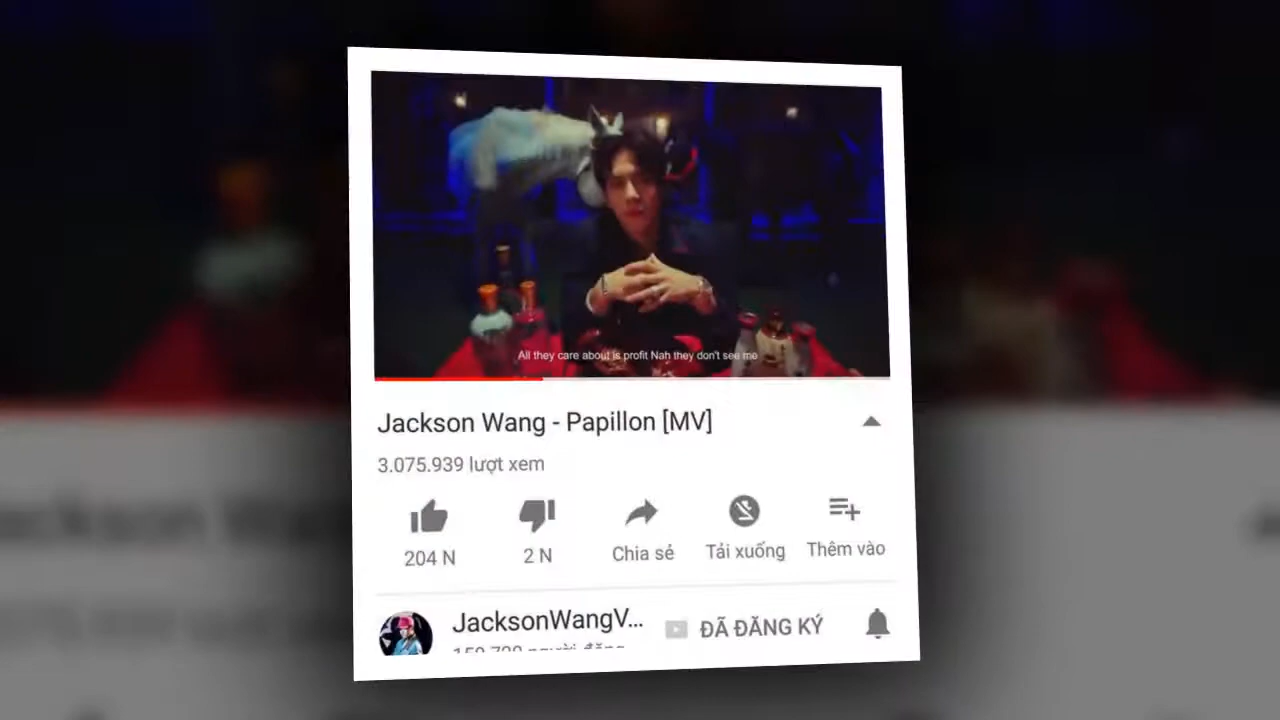 All they care about is profit Nah they don't see me
Jackson Wang - Papillon [MV]
3.075.939 lượt xem
204 N
2 N
Chia sẻ
Tải xuống
Thêm vào
JacksonWangV...
ĐÃ ĐĂNG KÝ